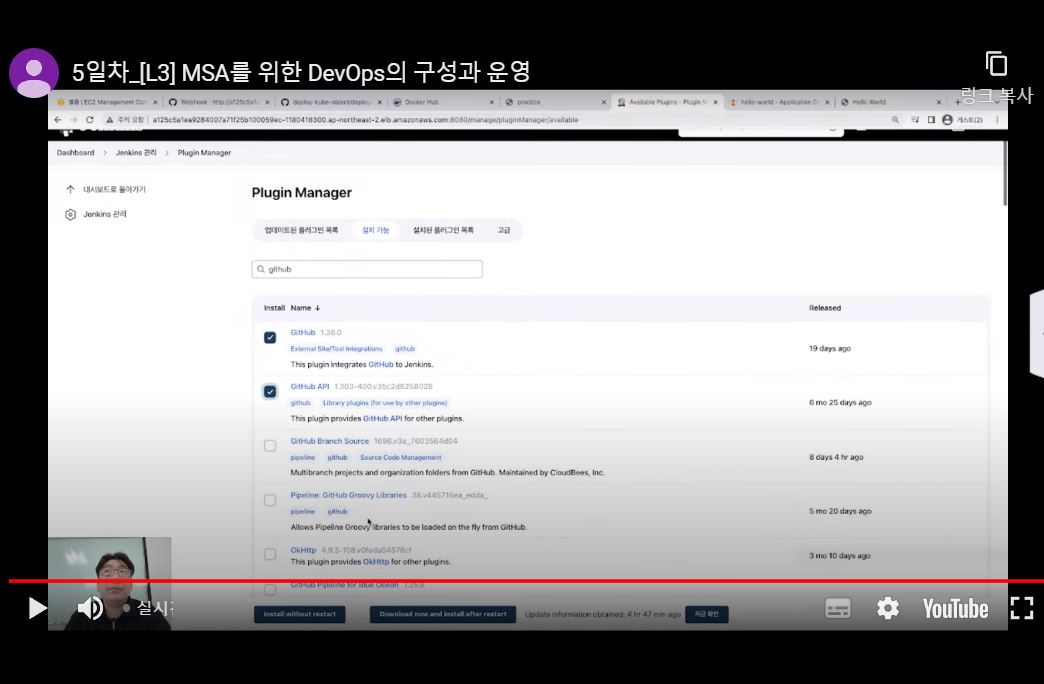 5일차_[L3] MSA를 위한 DevOps의 구성과 운영
링크 복사
Webhook
deploy-kube-object/deploy
Docker Hub
practice
Available Plugins - Plugin M
hello-world - Application D
Hello World
주의 요함
a125c5a1ea9284007a71f25b100059ec-1180418300.ap-northeast-2.elb.amazonaws.com:8080/manage/pluginManager/available
게스트(2)
Dashboard > Jenkins 관리 > Plugin Manager
대시보드로 돌아가기
Jenkins 관리
Plugin Manager
업데이트된 플러그인 목록 설치 가능 설치된 플러그인 목록 고급
github
Install Name ↓ Released
GitHub 1.36.0
External Site/Tool Integrations github
This plugin integrates GitHub to Jenkins.
19 days ago
GitHub API 1.303-400.v35c2d8258028
github Library plugins (for use by other plugins)
This plugin provides GitHub API for other plugins.
6 mo 25 days ago
GitHub Branch Source 1696.v3a_7603564d04
pipeline github Source Code Management
Multibranch projects and organization folders from GitHub. Maintained by CloudBees, Inc.
8 days 4 hr ago
Pipeline: GitHub Groovy Libraries 38.v445716ea_edda_
pipeline github
Allows Pipeline Groovy libraries to be loaded on the fly from GitHub.
5 mo 20 days ago
OkHttp 4.9.3-108.v0feda04578cf
This plugin provides OkHttp for other plugins.
3 mo 10 days ago
GitHub Pipeline for Blue Ocean 1.25.8
Install without restart Download now and install after restart Update information obtained: 4 hr 47 min ago 지금 확인
실시간
YouTube